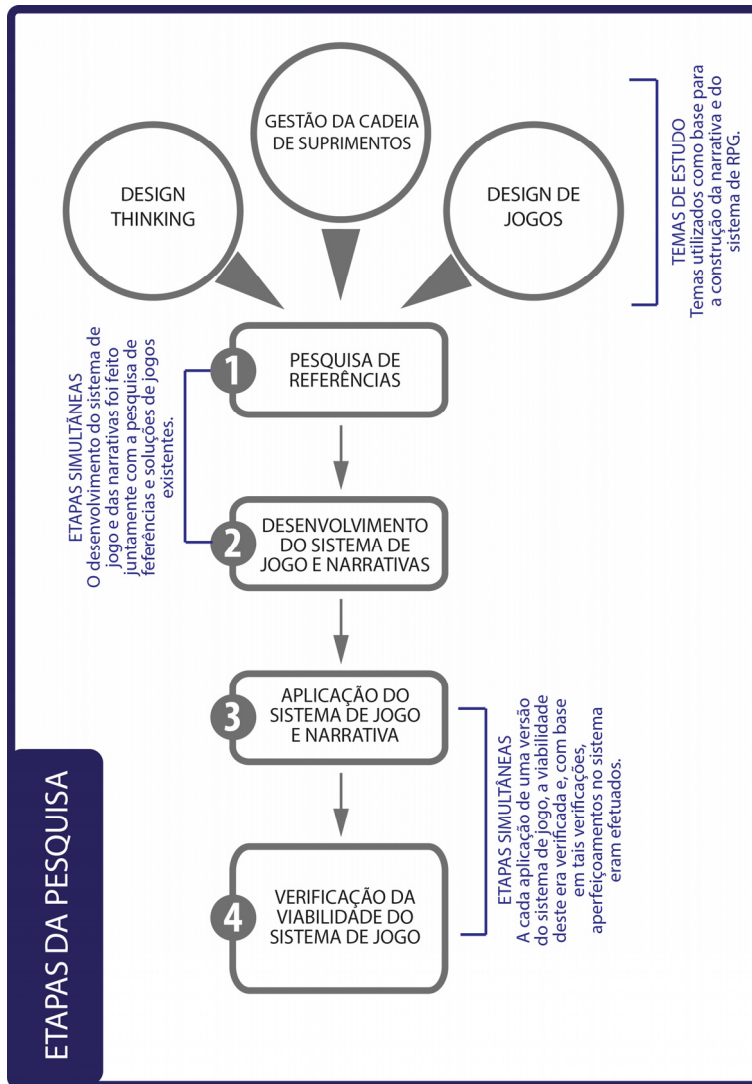 ETAPAS DA PESQUISA
GESTÃO DA CADEIA
DE SUPRIMENTOS
DESIGN
THINKING
DESIGN DE
JOGOS
TEMAS DE ESTUDO
Temas utilizados como base para
a construção da narrativa e do
sistema de RPG.
1
PESQUISA DE
REFERÊNCIAS
ETAPAS SIMULTÂNEAS
O desenvolvimento do sistema de
jogo e das narrativas foi feito
juntamente com a pesquisa de
feferências e soluções de jogos
existentes.
2
DESENVOLVIMENTO
DO SISTEMA DE
JOGO E NARRATIVAS
3
APLICAÇÃO DO
SISTEMA DE JOGO
E NARRATIVA
ETAPAS SIMULTÂNEAS
A cada aplicação de uma versão
do sistema de jogo, a viabilidade
deste era verificada e, com base
em tais verificações,
aperfeiçoamentos no sistema
eram efetuados.
4
VERIFICAÇÃO DA
VIABILIDADE DO
SISTEMA DE JOGO